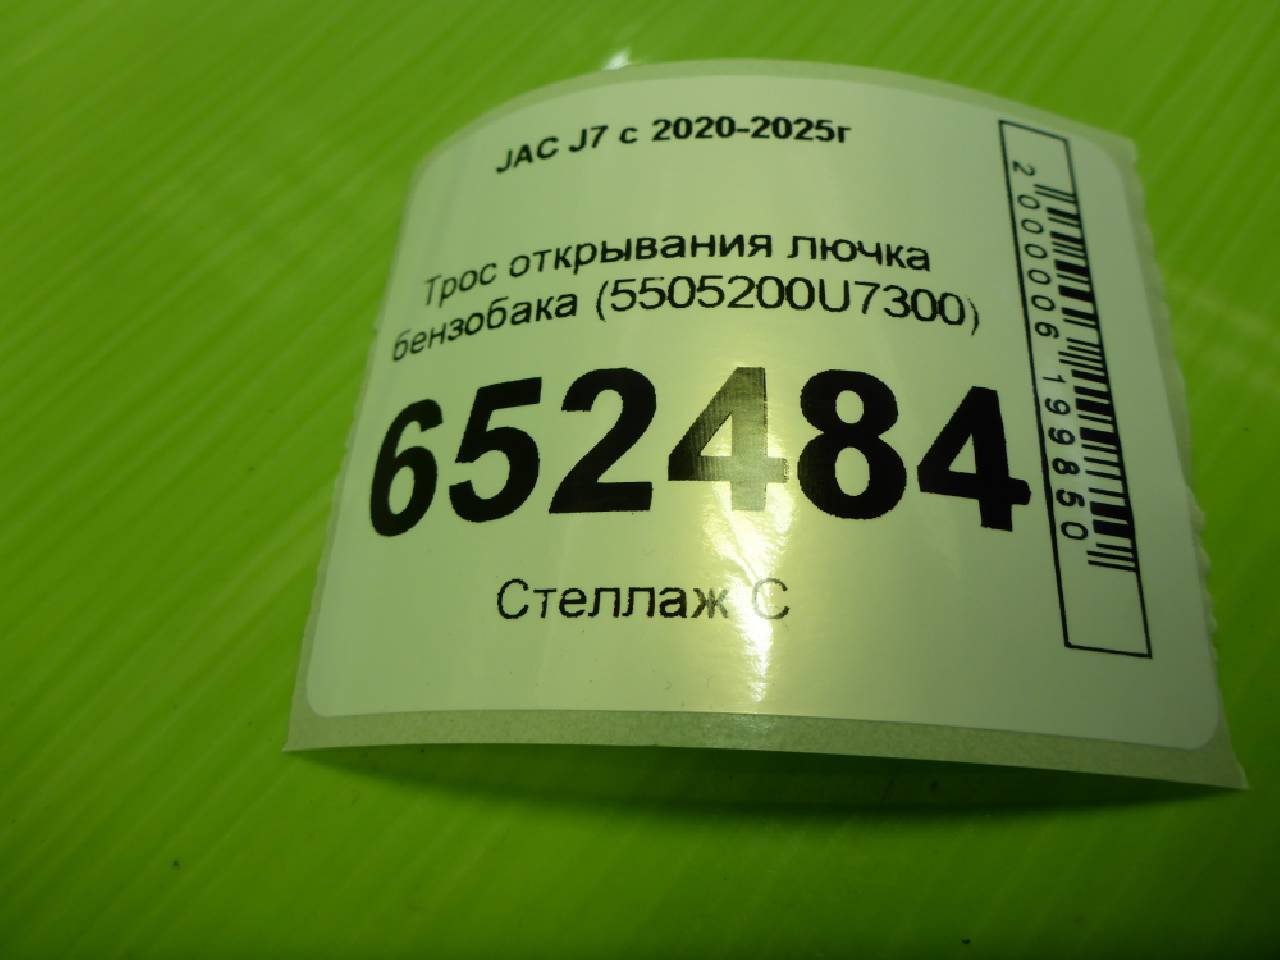 JAC J7 с 2020-2025г
Трос открывания лючка
бензобака (5505200U7300)
652484
Стеллаж С
2000006199850